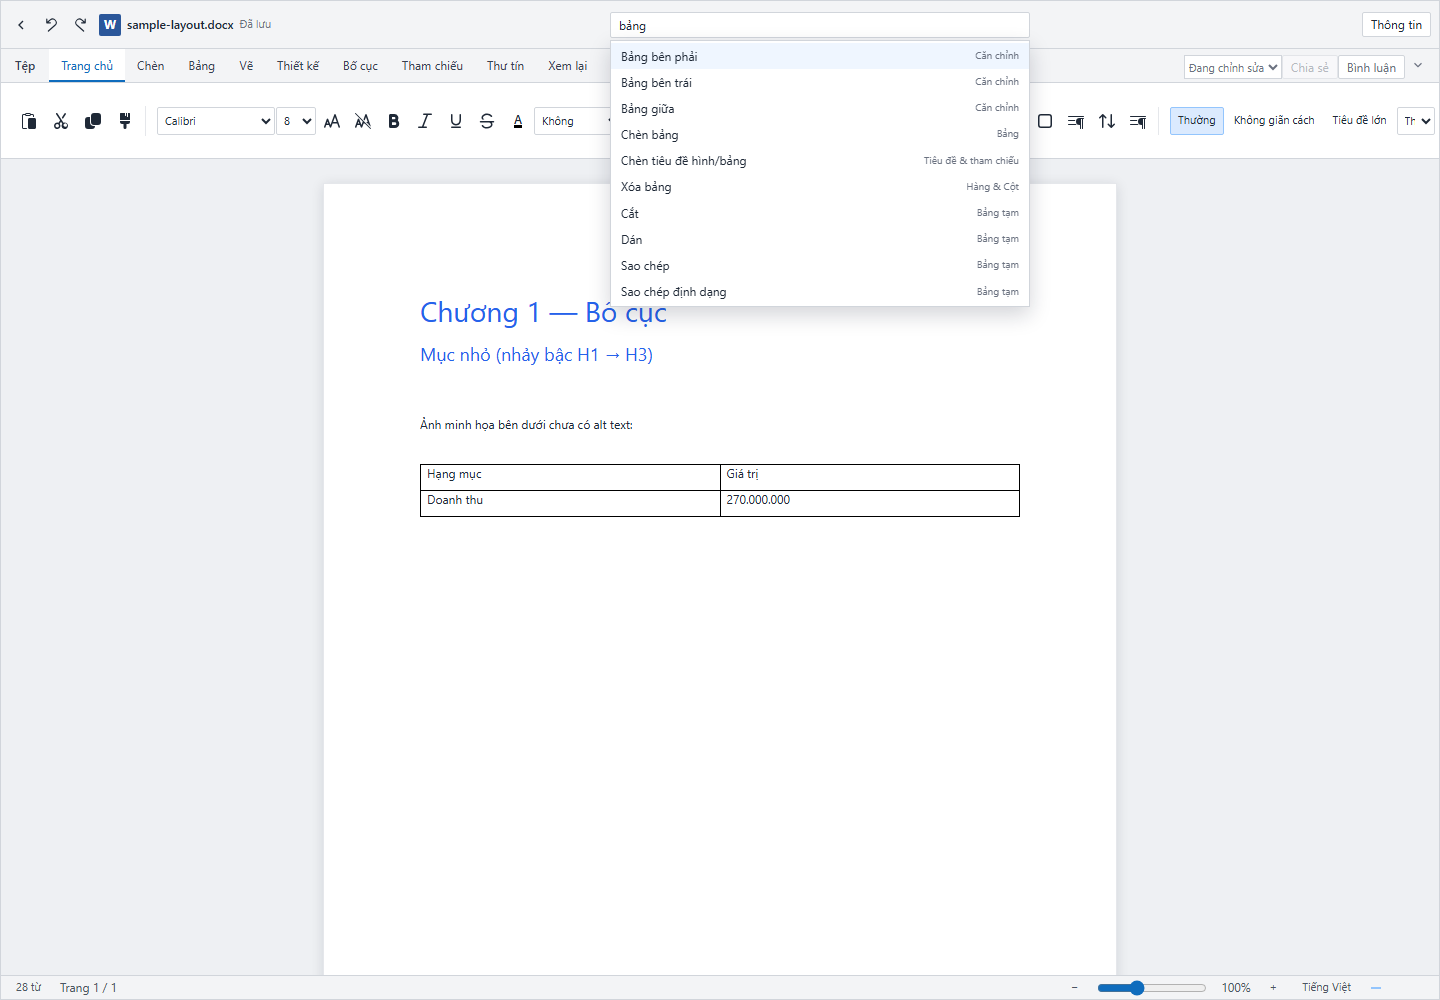 W sample-layout.docx Đã lưu
bảng
Thông tin
Tệp Trang chủ Chèn Bảng Vẽ Thiết kế Bố cục Tham chiếu Thư tín Xem lại
Đang chỉnh sửa Chia sẻ Bình luận
Calibri 8 AA B I U S A Không
Thường Không giãn cách Tiêu đề lớn
Bảng bên phải Căn chỉnh
Bảng bên trái Căn chỉnh
Bảng giữa Căn chỉnh
Chèn bảng Bảng
Chèn tiêu đề hình/bảng Tiêu đề & tham chiếu
Xóa bảng Hàng & Cột
Cắt Bảng tạm
Dán Bảng tạm
Sao chép Bảng tạm
Sao chép định dạng Bảng tạm
Chương 1 — Bố cục
Mục nhỏ (nhảy bậc H1 → H3)
Ảnh minh họa bên dưới chưa có alt text:
Hạng mục Giá trị
Doanh thu 270.000.000
28 từ Trang 1 / 1
− 100% + Tiếng Việt